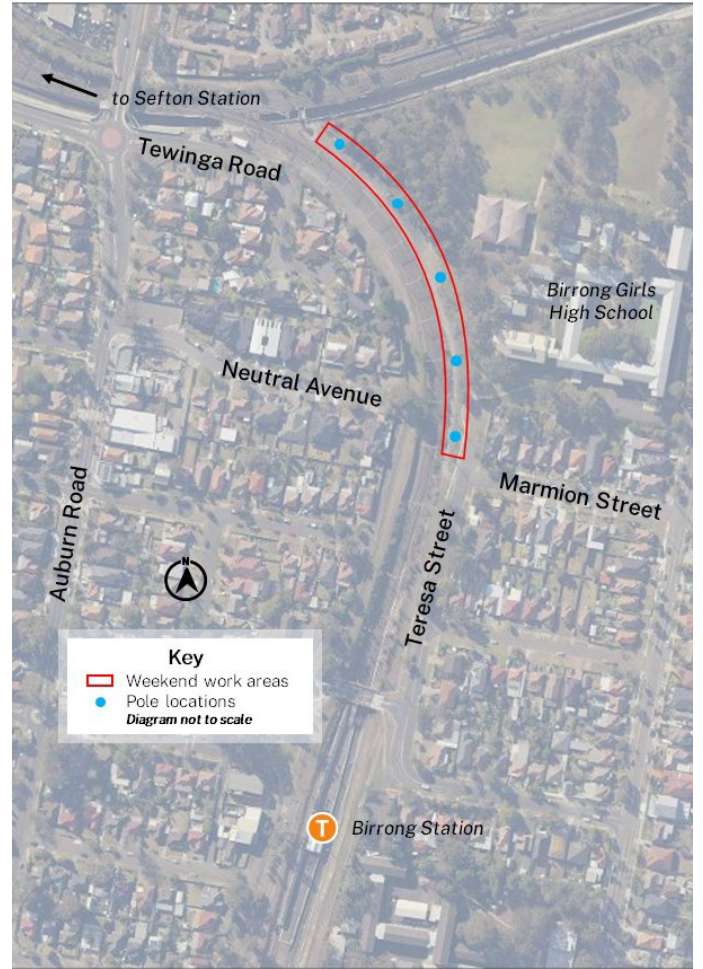 to Sefton Station
Tewinga Road
Birrong Girls
High School
Neutral Avenue
Marmion Street
Auburn Road
Teresa Street
N
Key
Weekend work areas
Pole locations
Diagram not to scale
T
Birrong Station